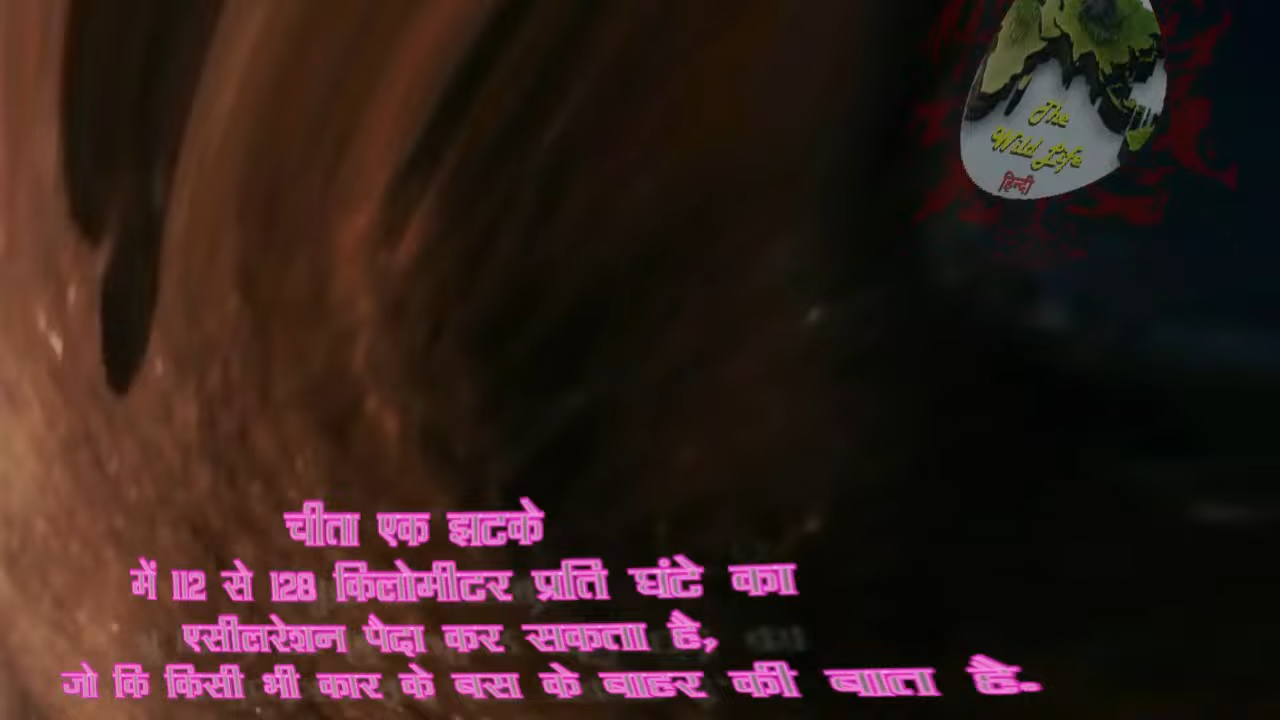 The
Wild Life
हिन्दी
चीता एक झटके
में 112 से 128 किलोमीटर प्रति घंटे का
एसीलरेशन पैदा कर सकता है,
जो कि किसी भी कार के बस के बाहर की बात है.